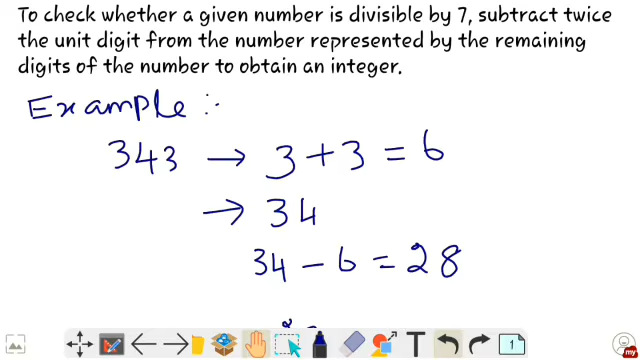 To check whether a given number is divisible by 7, subtract twice
the unit digit from the number represented by the remaining
digits of the number to obtain an integer.
Example :
343 → 3 + 3 = 6
→ 34
34 − 6 = 28
T
1
my